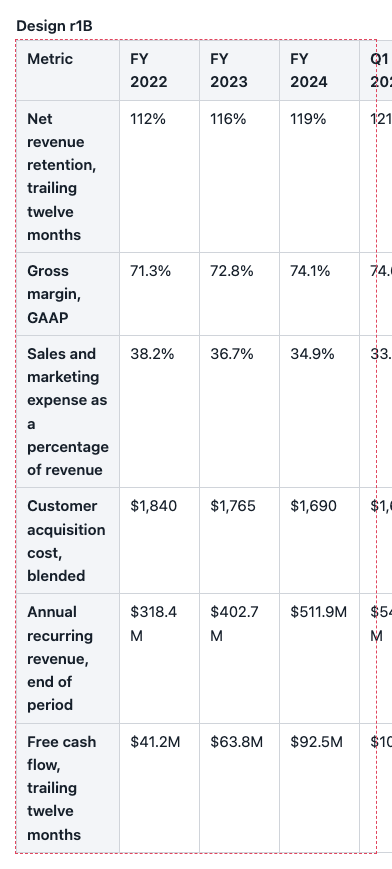 Design r1B
Metric FY FY FY Q1
2022 2023 2024
Net 112% 116% 119%
revenue
retention,
trailing
twelve
months
Gross 71.3% 72.8% 74.1%
margin,
GAAP
Sales and 38.2% 36.7% 34.9%
marketing
expense as
a
percentage
of revenue
Customer $1,840 $1,765 $1,690
acquisition
cost,
blended
Annual $318.4 $402.7 $511.9M
recurring M M M
revenue,
end of
period
Free cash $41.2M $63.8M $92.5M
flow,
trailing
twelve
months